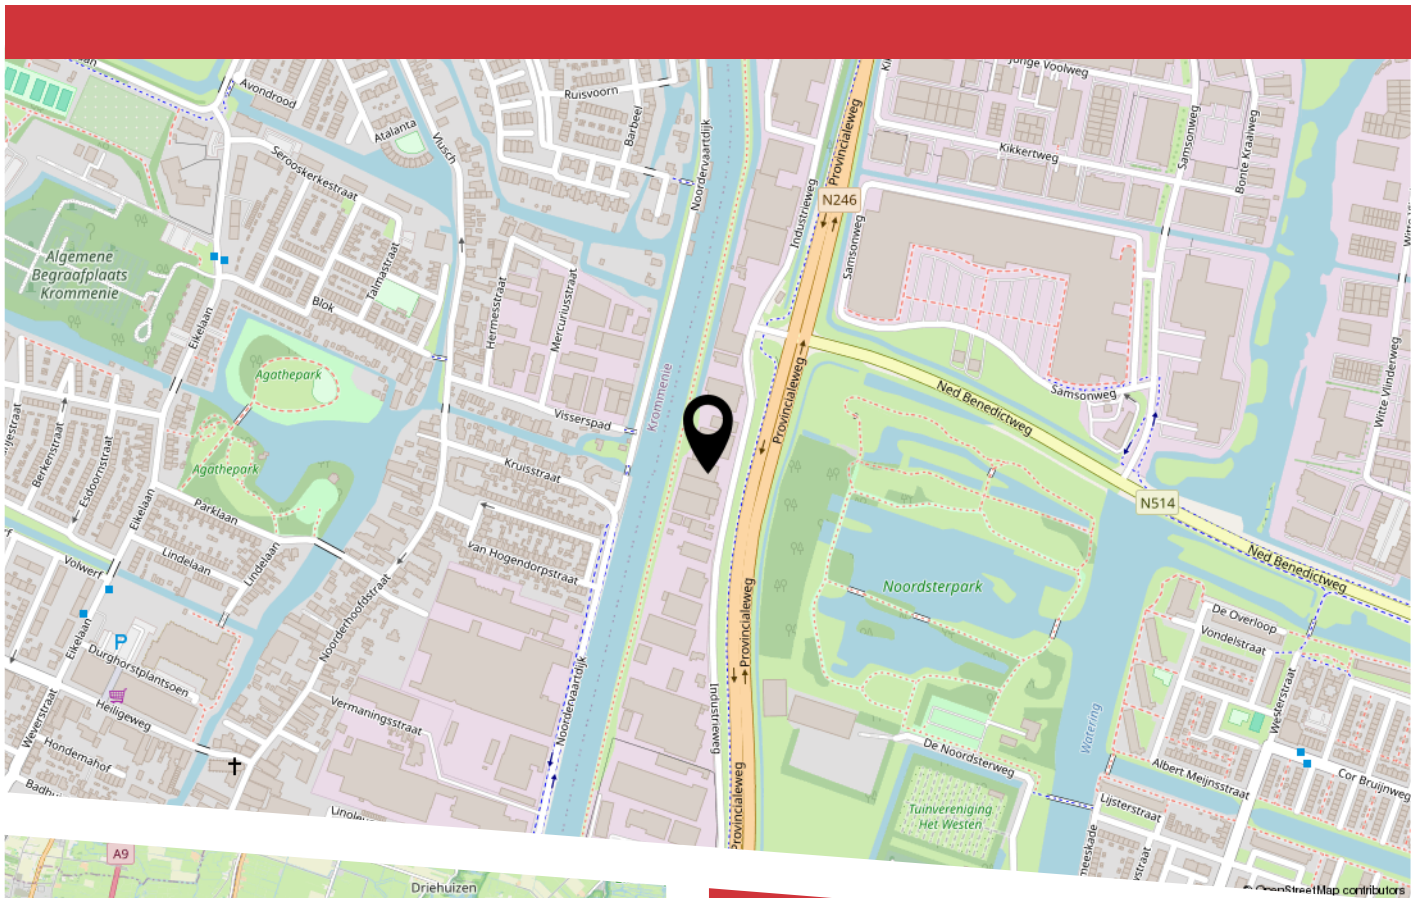 Avondrood
Ruisvoorn
Jonge Voolweg
Atalanta
Vlusch
Barbeel
Noordervaartdijk
Provincialeweg
Samsonweg
Bonte Kraaiweg
Kikkertweg
Serooskerkestraat
N246
Industrieweg
Samsonweg
Algemene
Begraafplaats
Krommenie
Talmastraat
Blok
Hermesstraat
Mercuriusstraat
Eikelaan
Agathepark
Krommenie
Provincialeweg
Ned Benedictweg
Samsonweg
Witte Vlinderweg
Visserspad
Berkenstraat
Esdoornstraat
Agathepark
Kruisstraat
Eikelaan
Parklaan
N514
Ned Benedictweg
Lindelaan
Lindelaan
van Hogendorpstraat
Volwerf
Noordsterpark
Provincialeweg
Noorderhoofdstraat
De Overloop
Vondelstraat
Eikelaan
P
Durghorstplantsoen
Heiligeweg
Weverstraat
Vermaningsstraat
Noordervaartdijk
Industrieweg
Watering
Westerstraat
Hondemahof
De Noordsterweg
Albert Meijnsstraat
Cor Bruijnweg
Provincialeweg
Tuinvereniging
Het Westen
Lijsterstraat
© OpenStreetMap contributors
A9
Driehuizen